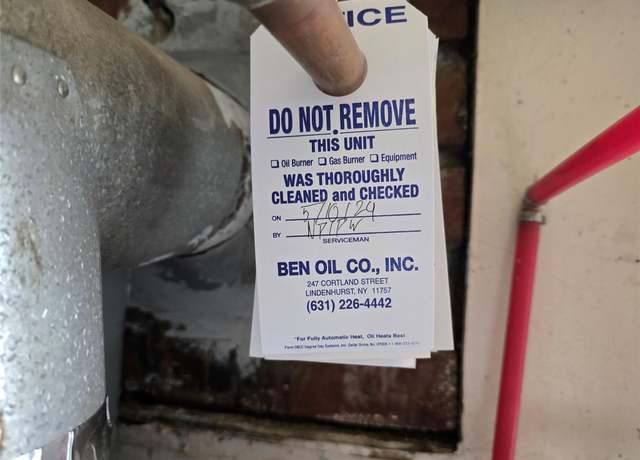 ICE
DO NOT REMOVE
THIS UNIT
Oil Burner Gas Burner Equipment
WAS THOROUGHLY
CLEANED and CHECKED
ON
BY
SERVICEMAN
BEN OIL CO., INC.
247 CORTLAND STREET
LINDENHURST, NY 11757
(631) 226-4442
"For Fully Automatic Heat, Oil Heats Best